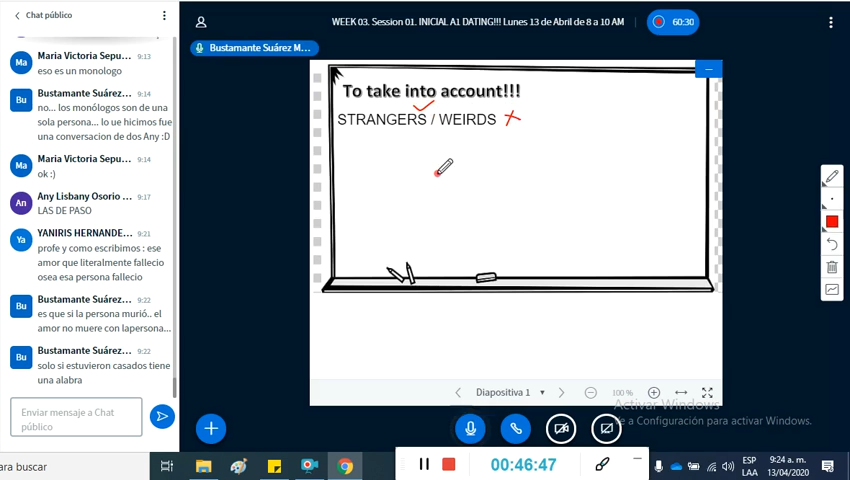 Chat público
WEEK 03. Session 01. INICIAL A1 DATING!!! Lunes 13 de Abril de 8 a 10 AM
60:30
Bustamante Suárez M...
Ma
Maria Victoria Sepu... 9:13
eso es un monologo
Bu
Bustamante Suárez... 9:14
no... los monólogos son de una
sola persona... lo ue hicimos fue
una conversacion de dos Any :D
Ma
Maria Victoria Sepu... 9:14
ok :)
An
Any Lisbany Osorio ... 9:17
LAS DE PASO
Ya
YANIRIS HERNANDE... 9:21
profe y como escribimos : ese
amor que literalmente fallecio
osea esa persona fallecio
Bu
Bustamante Suárez... 9:22
es que si la persona murió.. el
amor no muere con lapersona...
Bu
Bustamante Suárez... 9:22
solo si estuvieron casados tiene
una alabra
Enviar mensaje a Chat
público
To take into account!!!
STRANGERS / WEIRDS
Diapositiva 1
100 %
Activar Windows
Ve a Configuración para activar Windows.
ara buscar
00:46:47
ESP
LAA
9:24 a. m.
13/04/2020